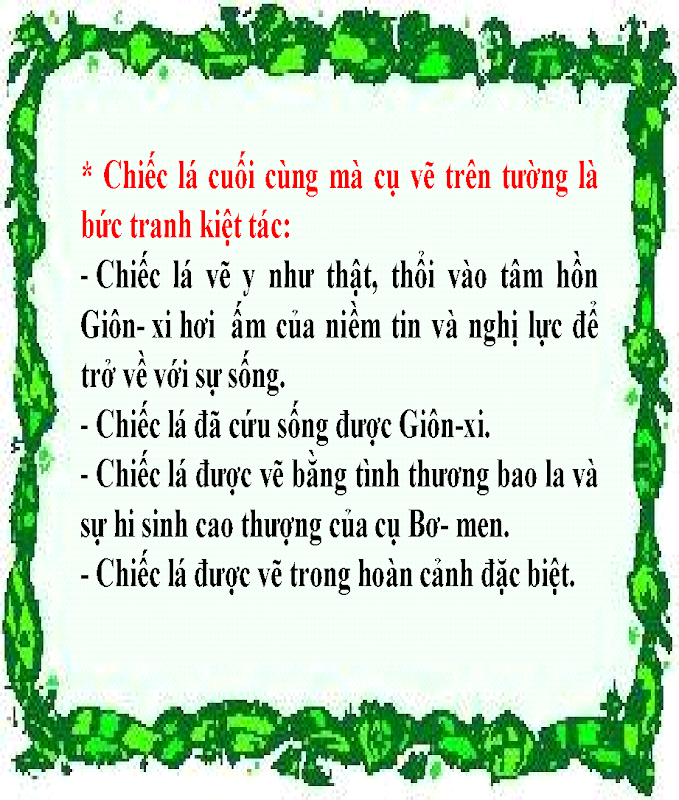 * Chiếc lá cuối cùng mà cụ vẽ trên tường là
bức tranh kiệt tác:
- Chiếc lá vẽ y như thật, thổi vào tâm hồn
Giôn- xi hơi ấm của niềm tin và nghị lực để
trở về với sự sống.
- Chiếc lá đã cứu sống được Giôn-xi.
- Chiếc lá được vẽ bằng tình thương bao la và
sự hi sinh cao thượng của cụ Bơ- men.
- Chiếc lá được vẽ trong hoàn cảnh đặc biệt.